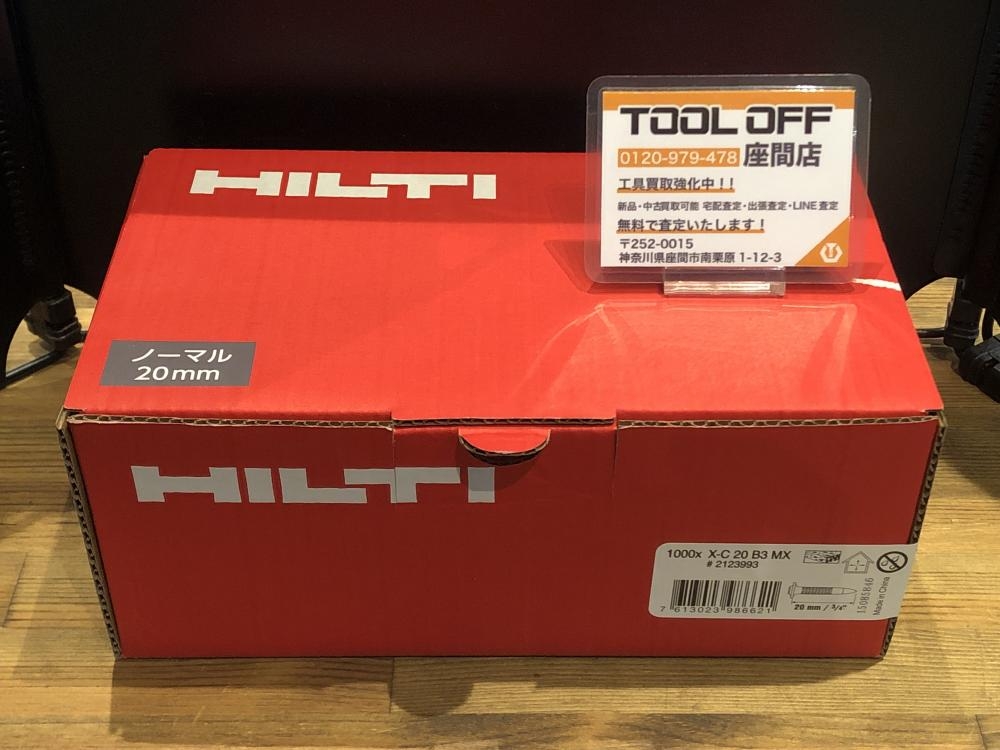 HILTI
TOOL OFF
0120-979-478 座間店
工具買取強化中！！
新品・中古買取可能 宅配査定・出張査定・LINE査定
無料で査定いたします！
〒252-0015
神奈川県座間市南栗原 1-12-3
ノーマル
20mm
HILTI
1000x X-C 20 B3 MX
# 2123993
7 613023 986621
20 mm / ¾"
15085846
Made in China